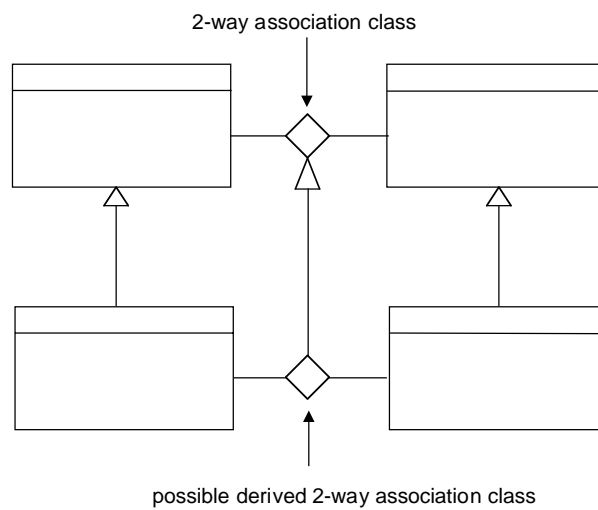 2-way association class
possible derived 2-way association class